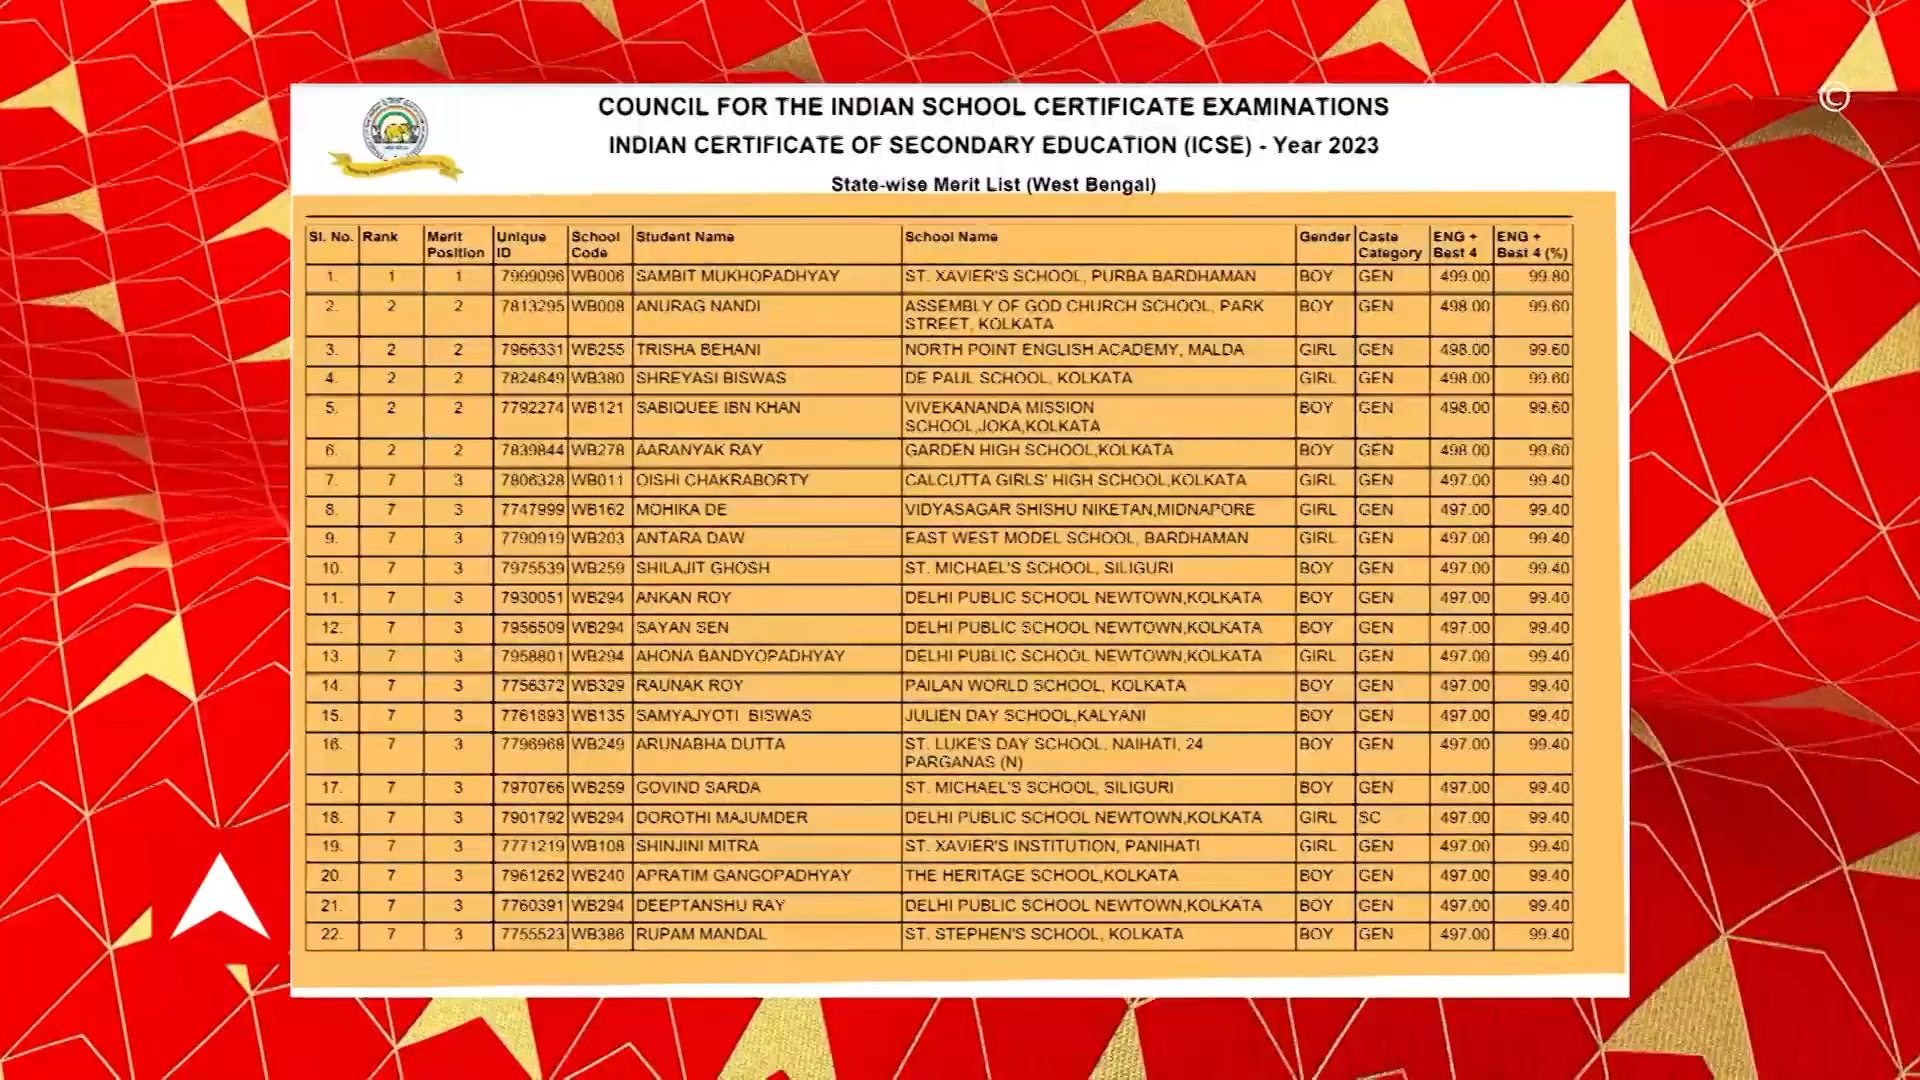 COUNCIL FOR THE INDIAN SCHOOL CERTIFICATE EXAMINATIONS
INDIAN CERTIFICATE OF SECONDARY EDUCATION (ICSE) - Year 2023
State-wise Merit List (West Bengal)
©
Sl. No. Rank Merit Position Unique ID School Code Student Name School Name Gender Caste Category ENG + Best 4 ENG + Best 4 (%)
1. 1 1 7999096 WB006 SAMBIT MUKHOPADHYAY ST. XAVIER'S SCHOOL, PURBA BARDHAMAN BOY GEN 499.00 99.80
2. 2 2 7813295 WB008 ANURAG NANDI ASSEMBLY OF GOD CHURCH SCHOOL, PARK BOY GEN 498.00 99.60
STREET, KOLKATA
3. 2 2 7966331 WB255 TRISHA BEHANI NORTH POINT ENGLISH ACADEMY, MALDA GIRL GEN 498.00 99.60
4. 2 2 7824649 WB380 SHREYASI BISWAS DE PAUL SCHOOL, KOLKATA GIRL GEN 498.00 99.60
5. 2 2 7792274 WB121 SABIQUEE IBN KHAN VIVEKANANDA MISSION BOY GEN 498.00 99.60
SCHOOL,JOKA,KOLKATA
6. 2 2 7839844 WB278 AARANYAK RAY GARDEN HIGH SCHOOL,KOLKATA BOY GEN 498.00 99.60
7. 7 3 7806328 WB011 OISHI CHAKRABORTY CALCUTTA GIRLS' HIGH SCHOOL,KOLKATA GIRL GEN 497.00 99.40
8. 7 3 7747999 WB162 MOHIKA DE VIDYASAGAR SHISHU NIKETAN,MIDNAPORE GIRL GEN 497.00 99.40
9. 7 3 7790919 WB203 ANTARA DAW EAST WEST MODEL SCHOOL, BARDHAMAN GIRL GEN 497.00 99.40
10. 7 3 7975539 WB259 SHILAJIT GHOSH ST. MICHAEL'S SCHOOL, SILIGURI BOY GEN 497.00 99.40
11. 7 3 7930051 WB294 ANKAN ROY DELHI PUBLIC SCHOOL NEWTOWN,KOLKATA BOY GEN 497.00 99.40
12. 7 3 7956509 WB294 SAYAN SEN DELHI PUBLIC SCHOOL NEWTOWN,KOLKATA BOY GEN 497.00 99.40
13. 7 3 7958801 WB294 AHONA BANDYOPADHYAY DELHI PUBLIC SCHOOL NEWTOWN,KOLKATA GIRL GEN 497.00 99.40
14. 7 3 7756372 WB329 RAUNAK ROY PAILAN WORLD SCHOOL, KOLKATA BOY GEN 497.00 99.40
15. 7 3 7761893 WB135 SAMYAJYOTI BISWAS JULIEN DAY SCHOOL,KALYANI BOY GEN 497.00 99.40
16. 7 3 7796968 WB249 ARUNABHA DUTTA ST. LUKE'S DAY SCHOOL, NAIHATI, 24 BOY GEN 497.00 99.40
PARGANAS (N)
17. 7 3 7970766 WB259 GOVIND SARDA ST. MICHAEL'S SCHOOL, SILIGURI BOY GEN 497.00 99.40
18. 7 3 7901792 WB294 DOROTHI MAJUMDER DELHI PUBLIC SCHOOL NEWTOWN,KOLKATA GIRL SC 497.00 99.40
19. 7 3 7771219 WB108 SHINJINI MITRA ST. XAVIER'S INSTITUTION, PANIHATI GIRL GEN 497.00 99.40
20. 7 3 7961262 WB240 APRATIM GANGOPADHYAY THE HERITAGE SCHOOL,KOLKATA BOY GEN 497.00 99.40
21. 7 3 7760391 WB294 DEEPTANSHU RAY DELHI PUBLIC SCHOOL NEWTOWN,KOLKATA BOY GEN 497.00 99.40
22. 7 3 7755523 WB386 RUPAM MANDAL ST. STEPHEN'S SCHOOL, KOLKATA BOY GEN 497.00 99.40